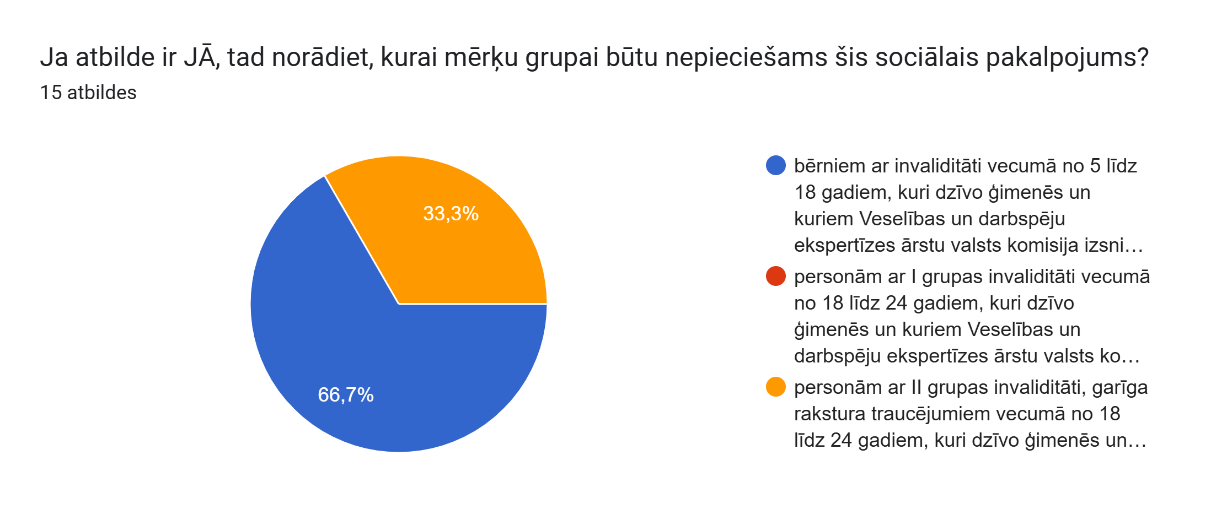 Ja atbilde ir JĀ, tad norādiet, kurai mērķu grupai būtu nepieciešams šis sociālais pakalpojums?
15 atbildes
33,3%
66,7%
bērniem ar invaliditāti vecumā no 5 līdz
18 gadiem, kuri dzīvo ģimenēs un
kuriem Veselības un darbspēju
ekspertīzes ārstu valsts komisija izsni…
personām ar I grupas invaliditāti vecumā
no 18 līdz 24 gadiem, kuri dzīvo
ģimenēs un kuriem Veselības un
darbspēju ekspertīzes ārstu valsts ko…
personām ar II grupas invaliditāti, garīga
rakstura traucējumiem vecumā no 18
līdz 24 gadiem, kuri dzīvo ģimenēs un…